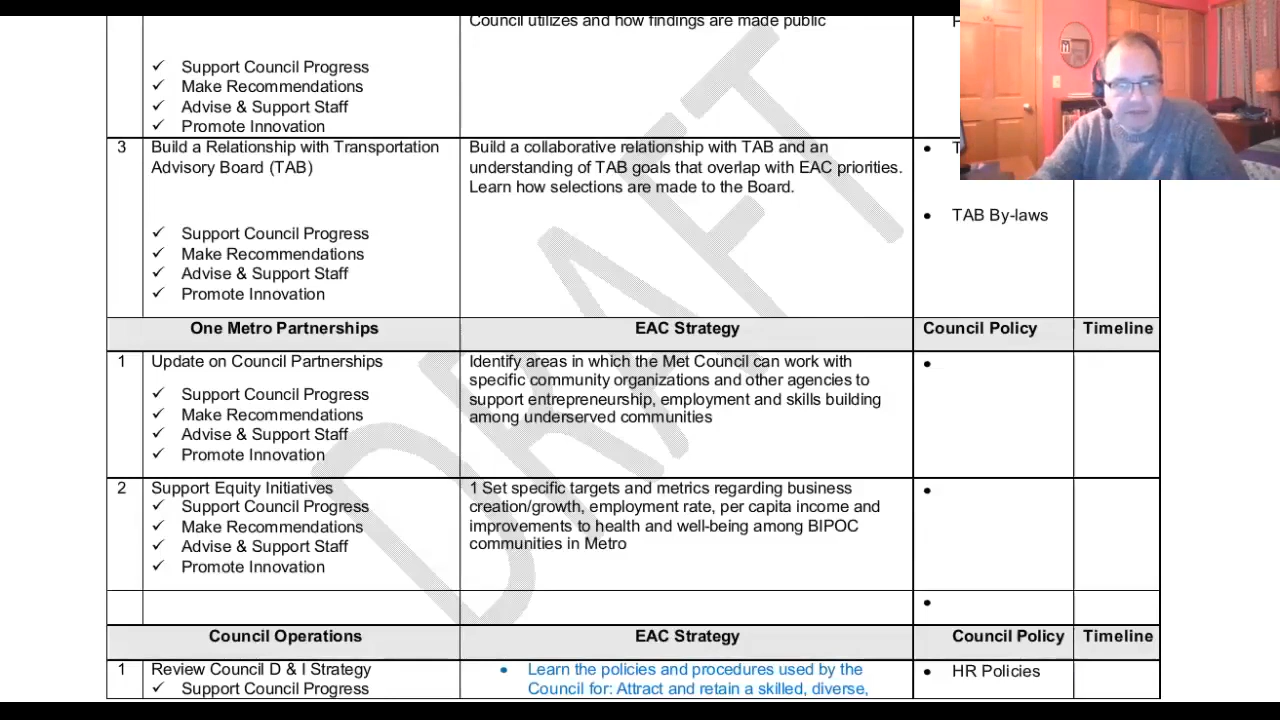 Council utilizes and how findings are made public
✓ Support Council Progress
✓ Make Recommendations
✓ Advise & Support Staff
✓ Promote Innovation
3 Build a Relationship with Transportation
Advisory Board (TAB)
✓ Support Council Progress
✓ Make Recommendations
✓ Advise & Support Staff
✓ Promote Innovation
Build a collaborative relationship with TAB and an
understanding of TAB goals that overlap with EAC priorities.
Learn how selections are made to the Board.
• T
• TAB By-laws
One Metro Partnerships EAC Strategy Council Policy Timeline
1 Update on Council Partnerships
✓ Support Council Progress
✓ Make Recommendations
✓ Advise & Support Staff
✓ Promote Innovation
Identify areas in which the Met Council can work with
specific community organizations and other agencies to
support entrepreneurship, employment and skills building
among underserved communities
•
2 Support Equity Initiatives
✓ Support Council Progress
✓ Make Recommendations
✓ Advise & Support Staff
✓ Promote Innovation
1 Set specific targets and metrics regarding business
creation/growth, employment rate, per capita income and
improvements to health and well-being among BIPOC
communities in Metro
•
•
Council Operations EAC Strategy Council Policy Timeline
1 Review Council D & I Strategy
✓ Support Council Progress
• Learn the policies and procedures used by the
Council for: Attract and retain a skilled, diverse,
• HR Policies
DRAFT